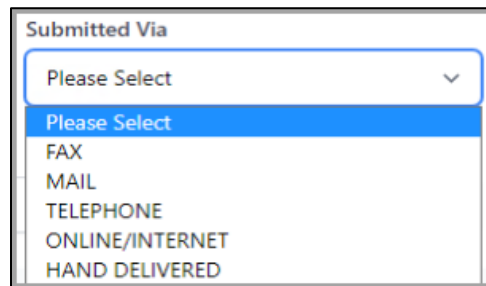 Submitted Via
Please Select
Please Select
FAX
MAIL
TELEPHONE
ONLINE/INTERNET
HAND DELIVERED